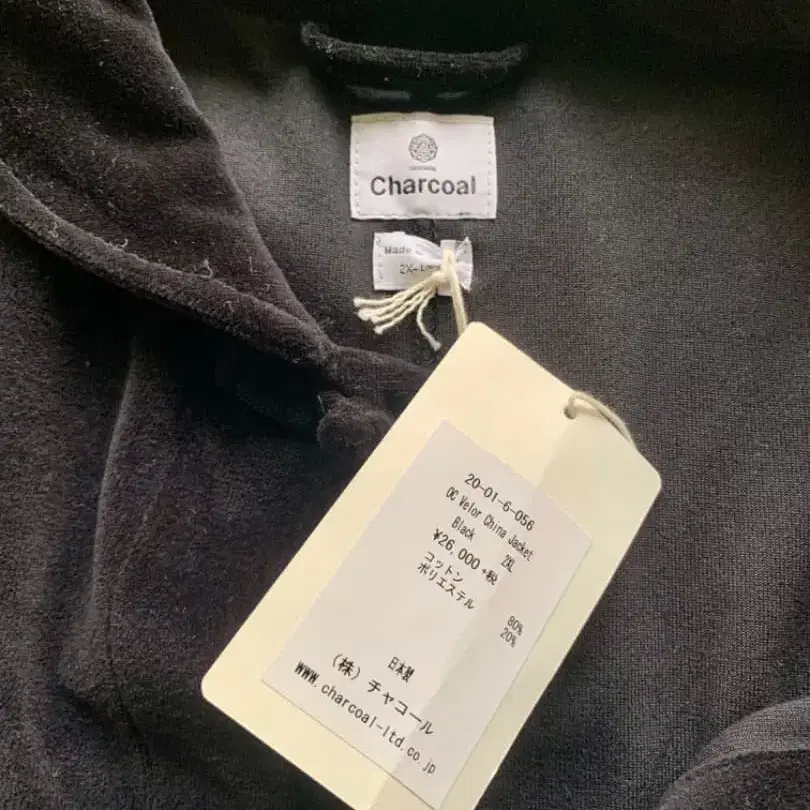 Charcoal
Made
2X-
20-01-6-056
OC Velor China Jacket
Black 2XL
¥26,000+税
コットン 80%
ポリエステル 20%
日本製
(株) チャコール
www.charcoal-ltd.co.jp